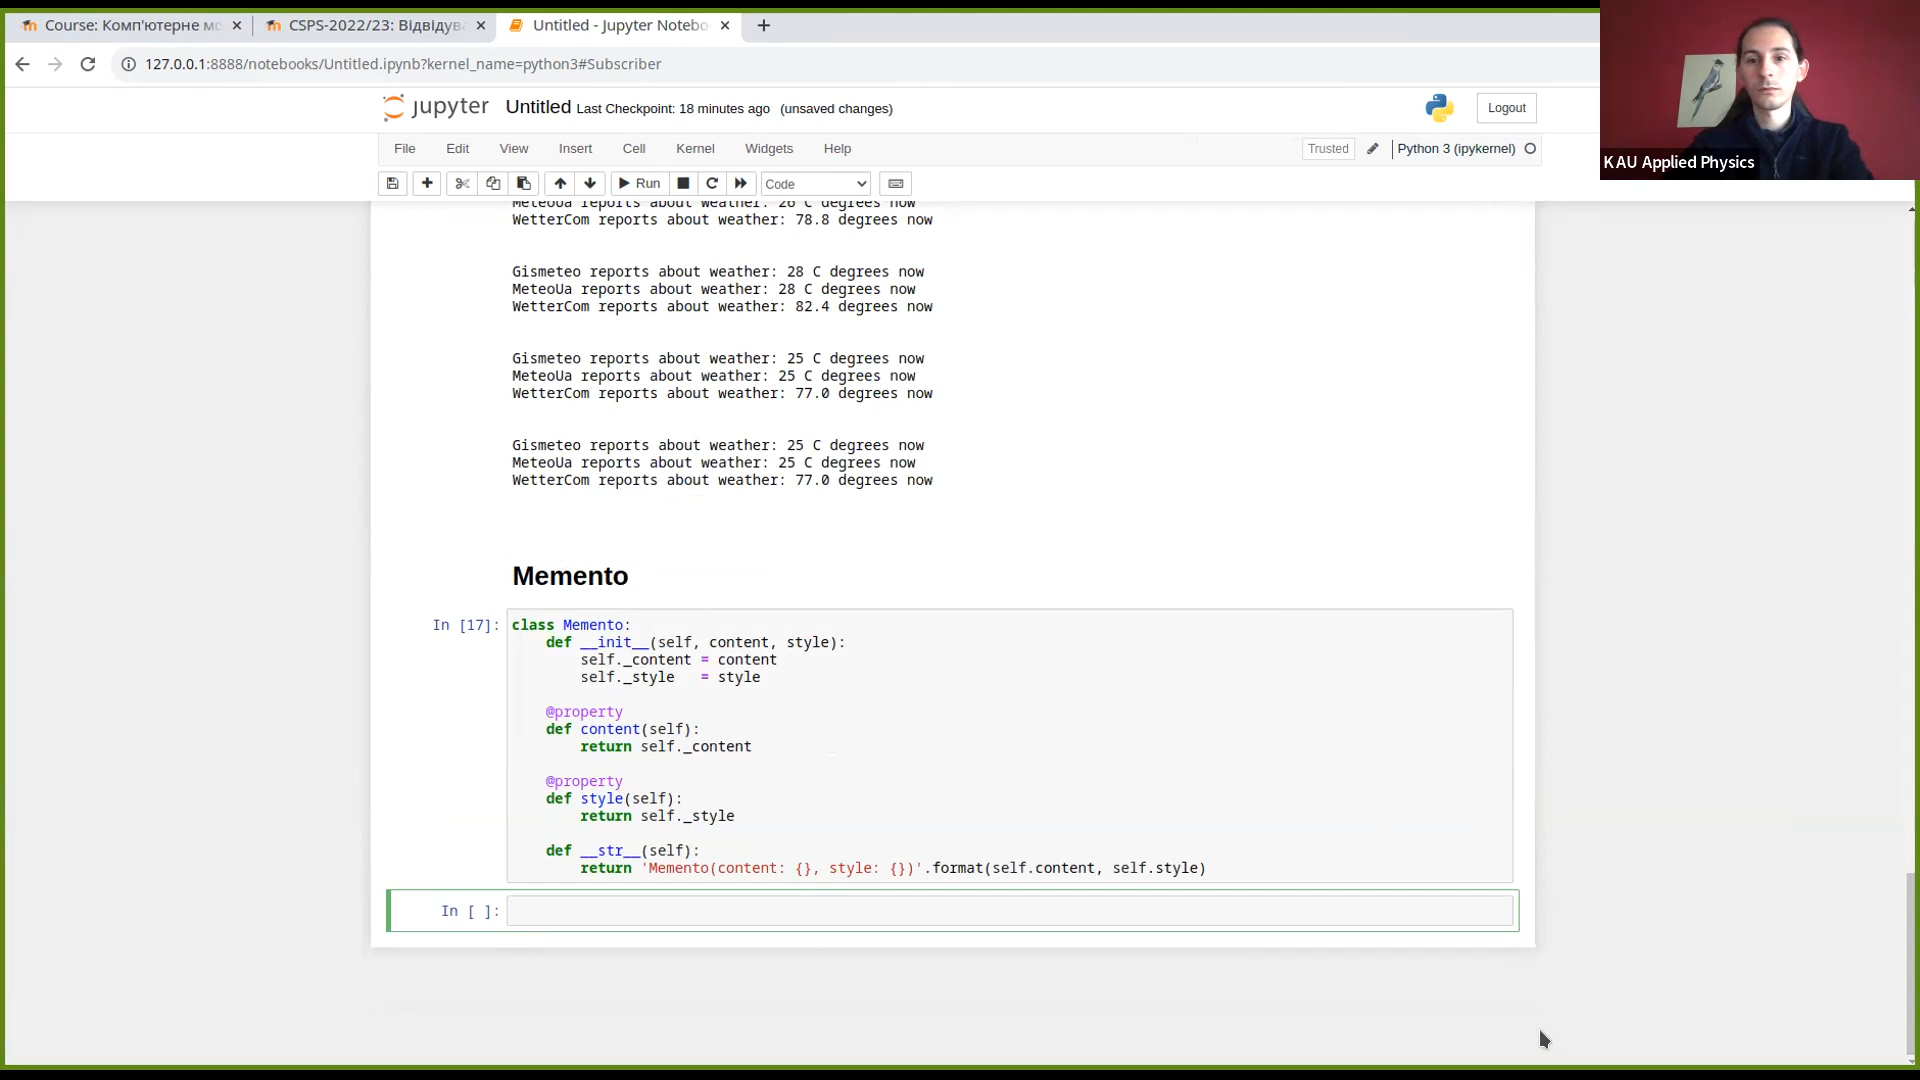 Course: Комп'ютерне мо
CSPS-2022/23: Відвідув
Untitled - Jupyter Notebo
127.0.0.1:8888/notebooks/Untitled.ipynb?kernel_name=python3#Subscriber
jupyter Untitled Last Checkpoint: 18 minutes ago (unsaved changes)
Logout
File Edit View Insert Cell Kernel Widgets Help
Trusted
Python 3 (ipykernel)
Run
Code
KAU Applied Physics
MeteoUa reports about weather: 26 C degrees now
WetterCom reports about weather: 78.8 degrees now
Gismeteo reports about weather: 28 C degrees now
MeteoUa reports about weather: 28 C degrees now
WetterCom reports about weather: 82.4 degrees now
Gismeteo reports about weather: 25 C degrees now
MeteoUa reports about weather: 25 C degrees now
WetterCom reports about weather: 77.0 degrees now
Gismeteo reports about weather: 25 C degrees now
MeteoUa reports about weather: 25 C degrees now
WetterCom reports about weather: 77.0 degrees now
Memento
In [17]:
class Memento:
def __init__(self, content, style):
self._content = content
self._style = style
@property
def content(self):
return self._content
@property
def style(self):
return self._style
def __str__(self):
return 'Memento(content: {}, style: {})'.format(self.content, self.style)
In [ ]: